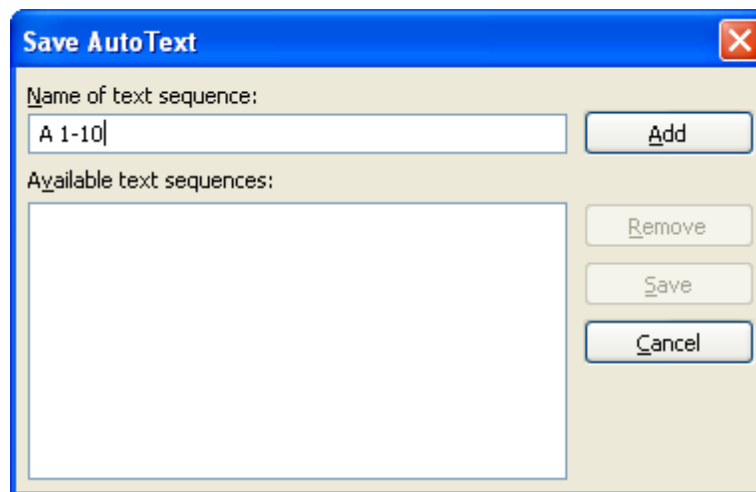 Save AutoText
Name of text sequence:
A 1-10
Add
Available text sequences:
Remove
Save
Cancel